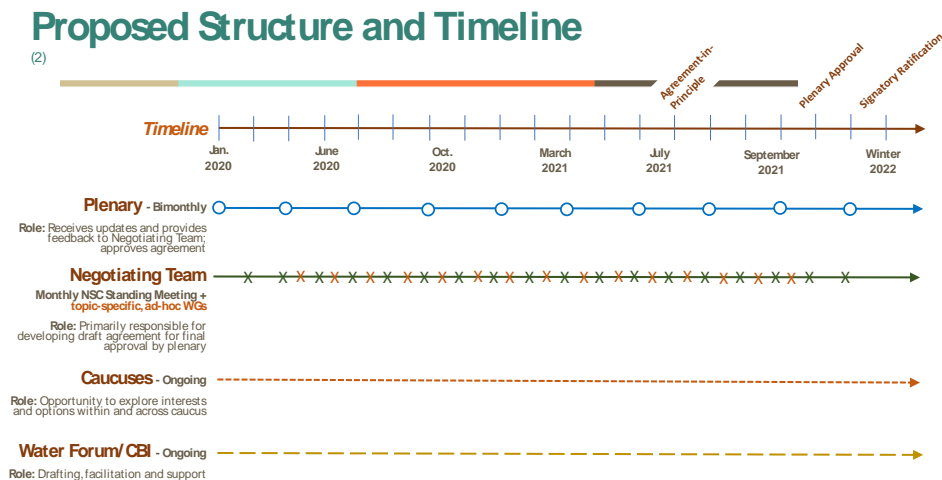 Proposed Structure and Timeline
(2)
Agreement-in-
Principle
Plenary Approval
Signatory Ratification
Timeline
Jan.
2020
June
2020
Oct.
2020
March
2021
July
2021
September
2021
Winter
2022
Plenary - Bimonthly
Role: Receives updates and provides
feedback to Negotiating Team;
approves agreement
Negotiating Team
X X X X X X X X X X X X X X X X X X X X X X X X X X X X X X X X X
Monthly NSC Standing Meeting +
topic-specific, ad-hoc WGs
Role: Primarily responsible for
developing draft agreement for final
approval by plenary
Caucuses - Ongoing
Role: Opportunity to explore interests
and options within and across caucus
Water Forum/CBI - Ongoing
Role: Drafting, facilitation and support